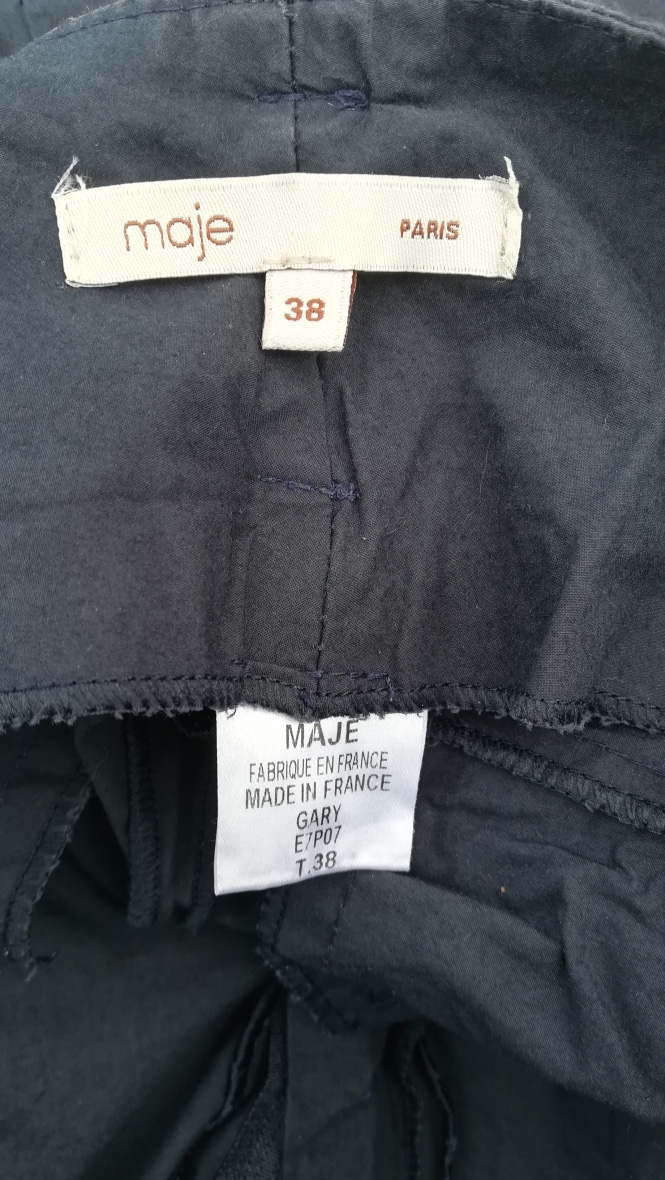 maje PARIS
38
MAJE
FABRIQUE EN FRANCE
MADE IN FRANCE
GARY
E7P07
T.38